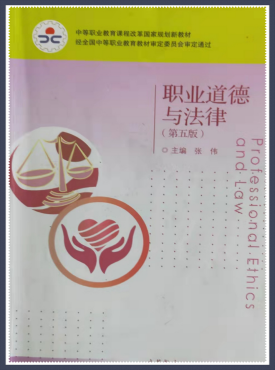 中等职业教育课程改革国家规划新教材
经全国中等职业教育教材审定委员会审定通过
职业道德
与法律
(第五版)
◎主编 张 伟
Professional Ethics
and Law